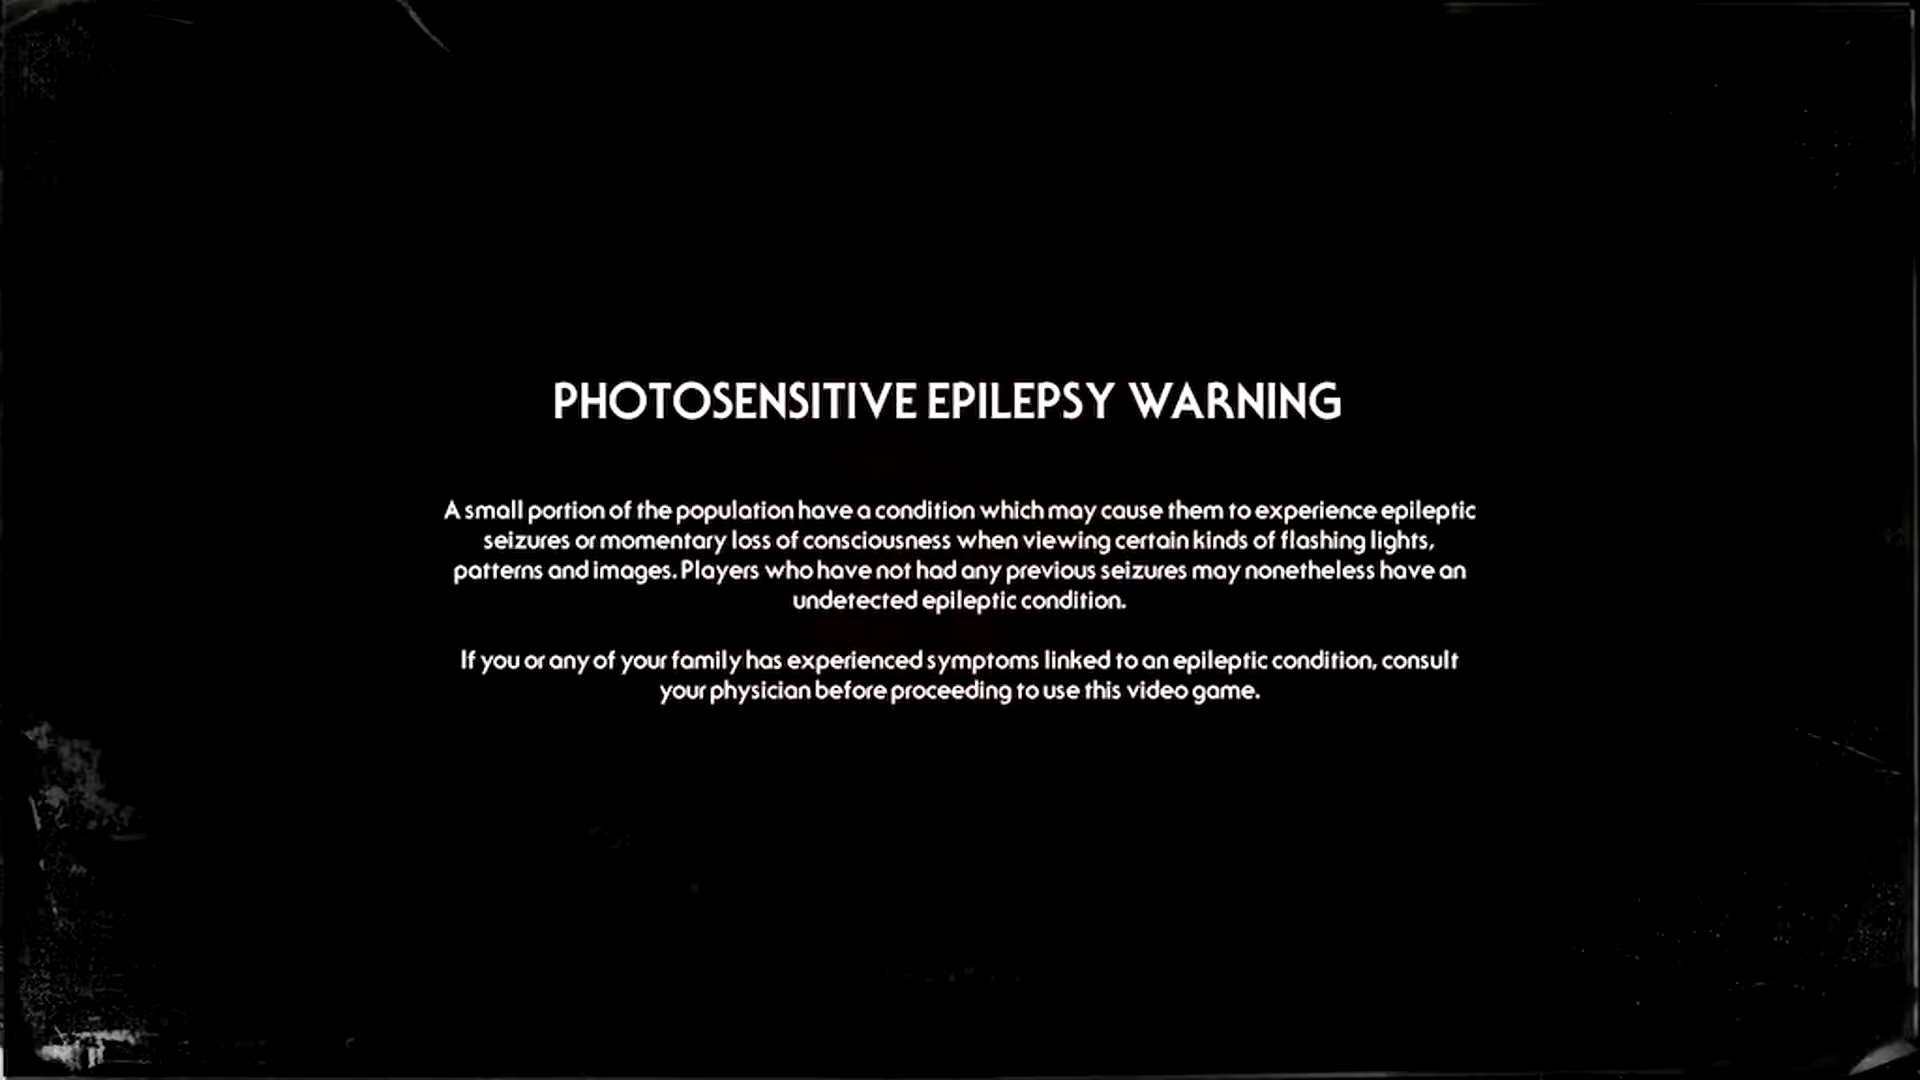 PHOTOSENSITIVE EPILEPSY WARNING
A small portion of the population have a condition which may cause them to experience epileptic
seizures or momentary loss of consciousness when viewing certain kinds of flashing lights,
patterns and images. Players who have not had any previous seizures may nonetheless have an
undetected epileptic condition.
If you or any of your family has experienced symptoms linked to an epileptic condition, consult
your physician before proceeding to use this video game.